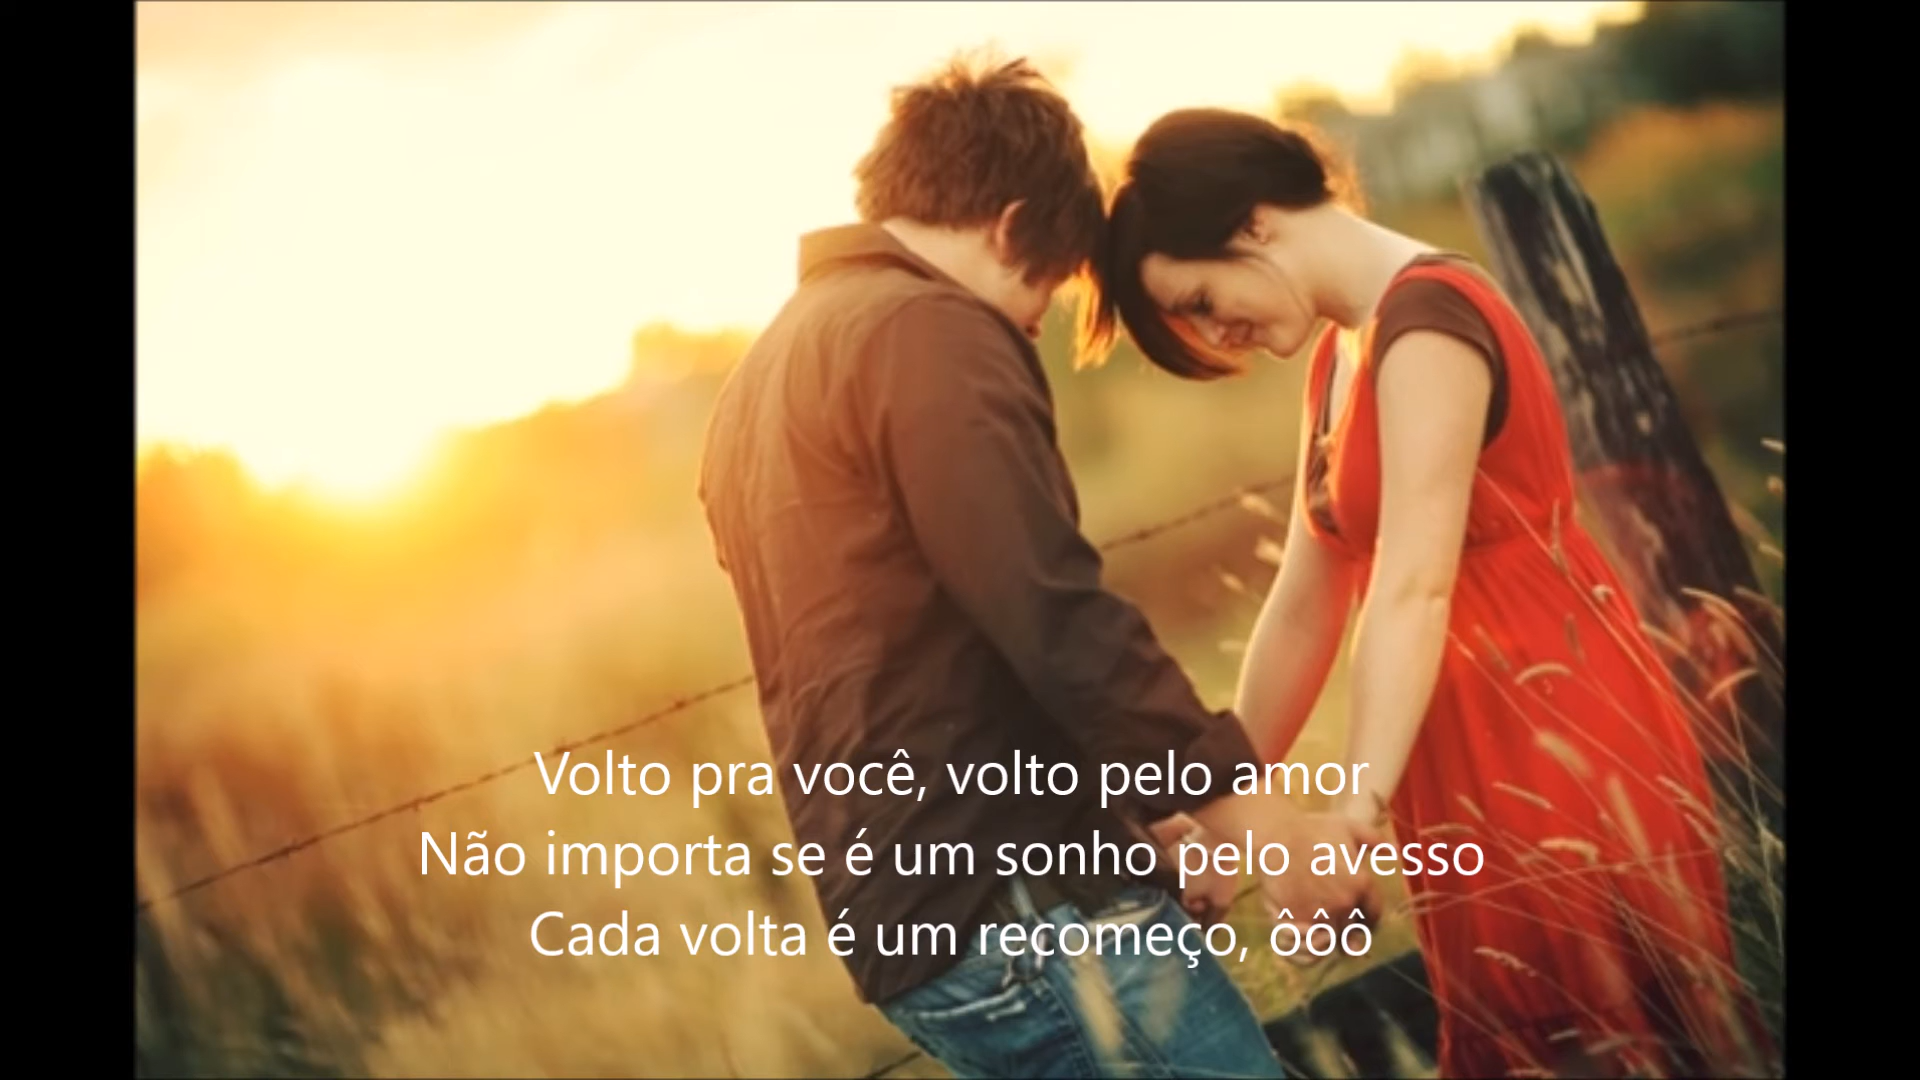 Volto pra você, volto pelo amor
Não importa se é um sonho pelo avesso
Cada volta é um recomeço, ôôô